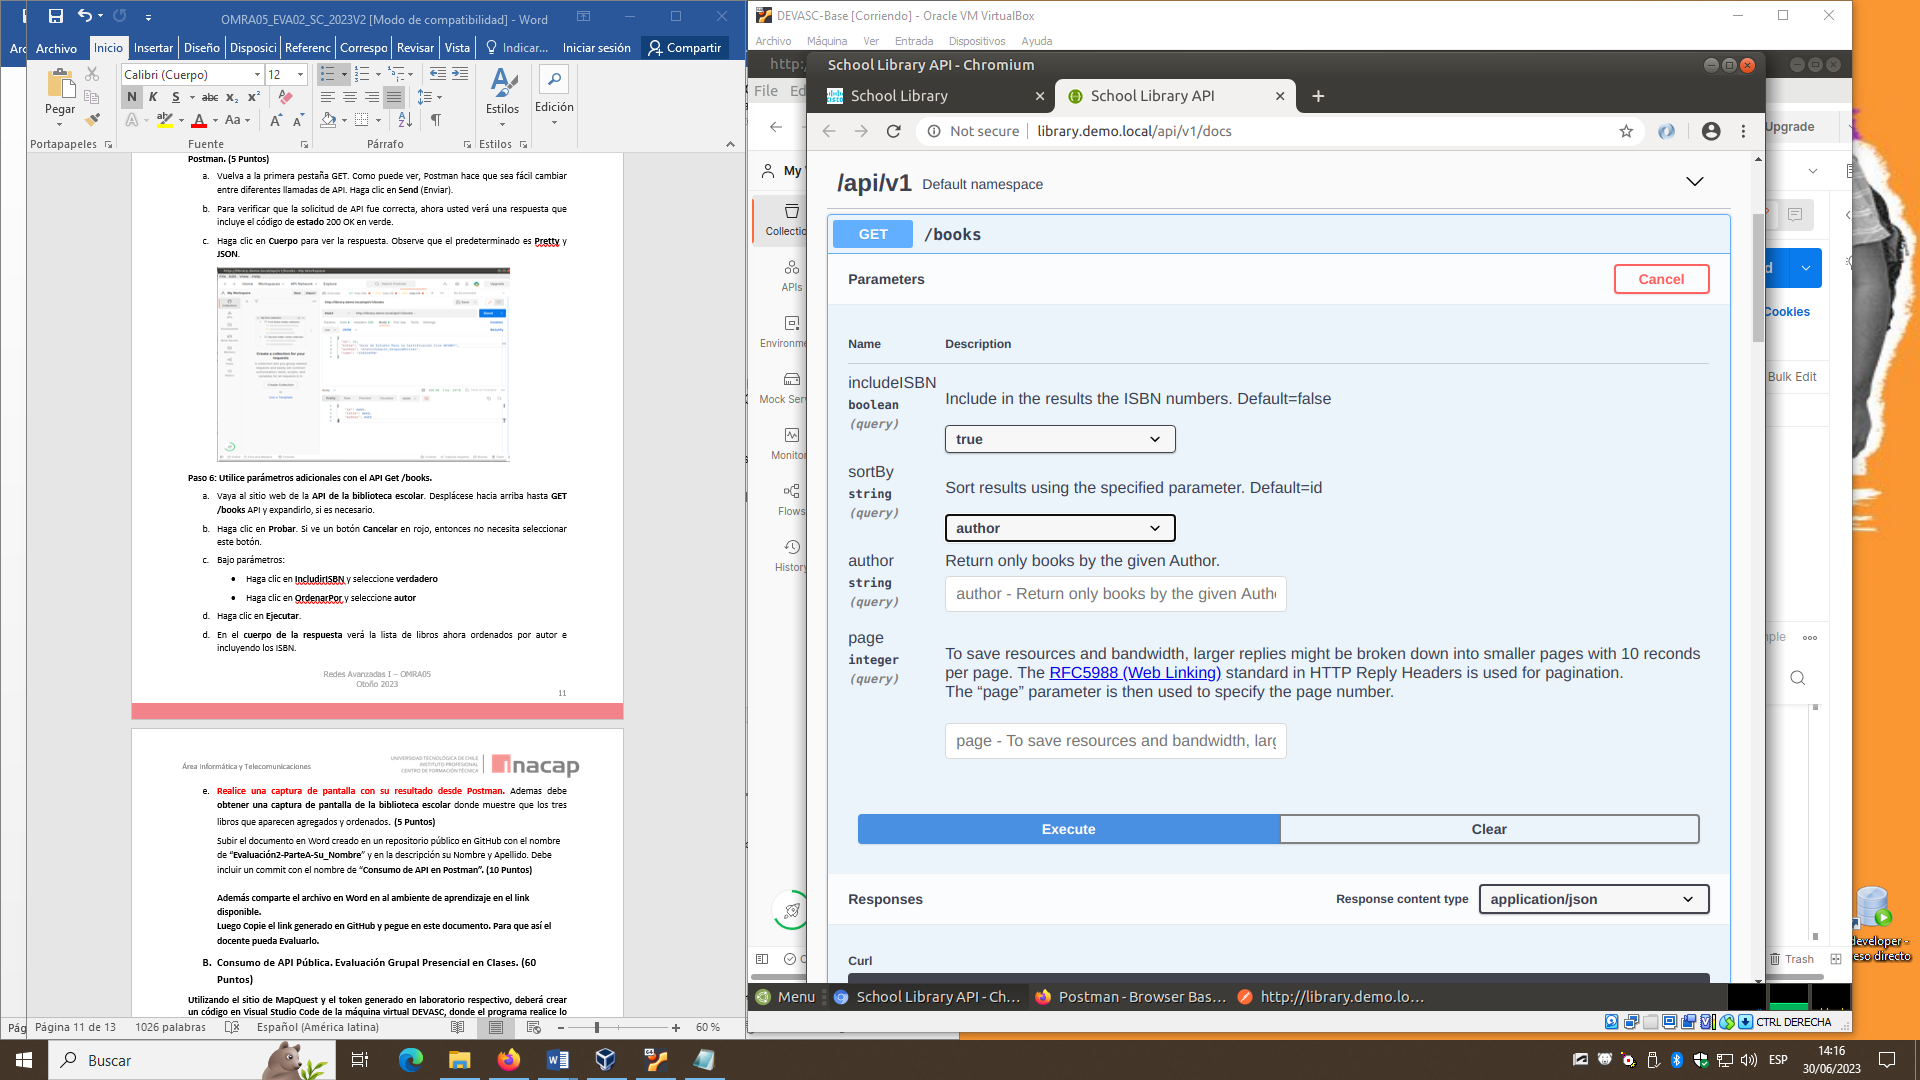 OMRA05_EVA02_SC_2023V2 [Modo de compatibilidad] - Word
Archivo Inicio Insertar Diseño Disposici Referenc Correspo Revisar Vista Indicar... Iniciar sesión Compartir
Calibri (Cuerpo) 12
Pegar
N K S abc x₂ x²
Estilos
Edición
Portapapeles Fuente Párrafo Estilos
Postman. (5 Puntos)
a. Vuelva a la primera pestaña GET. Como puede ver, Postman hace que sea fácil cambiar
entre diferentes llamadas de API. Haga clic en Send (Enviar).
b. Para verificar que la solicitud de API fue correcta, ahora usted verá una respuesta que
incluye el código de estado 200 OK en verde.
c. Haga clic en Cuerpo para ver la respuesta. Observe que el predeterminado es Pretty y
JSON.
Paso 6: Utilice parámetros adicionales con el API Get /books.
a. Vaya al sitio web de la API de la biblioteca escolar. Desplácese hacia arriba hasta GET
/books API y expandirlo, si es necesario.
b. Haga clic en Probar. Si ve un botón Cancelar en rojo, entonces no necesita seleccionar
este botón.
c. Bajo parámetros:
• Haga clic en IncludirISBN y seleccione verdadero
• Haga clic en OrdenarPor y seleccione autor
d. Haga clic en Ejecutar.
d. En el cuerpo de la respuesta verá la lista de libros ahora ordenados por autor e
incluyendo los ISBN.
Redes Avanzadas I – OMRA05
Otoño 2023
11
Área Informática y Telecomunicaciones
UNIVERSIDAD TECNOLÓGICA DE CHILE
INSTITUTO PROFESIONAL
CENTRO DE FORMACIÓN TÉCNICA
inacap
e. Realice una captura de pantalla con su resultado desde Postman. Ademas debe
obtener una captura de pantalla de la biblioteca escolar donde muestre que los tres
libros que aparecen agregados y ordenados. (5 Puntos)
Subir el documento en Word creado en un repositorio público en GitHub con el nombre
de “Evaluación2-ParteA-Su_Nombre” y en la descripción su Nombre y Apellido. Debe
incluir un commit con el nombre de “Consumo de API en Postman”. (10 Puntos)
Además comparte el archivo en Word en al ambiente de aprendizaje en el link
disponible.
Luego Copie el link generado en GitHub y pegue en este documento. Para que así el
docente pueda Evaluarlo.
B. Consumo de API Pública. Evaluación Grupal Presencial en Clases. (60
Puntos)
Utilizando el sitio de MapQuest y el token generado en laboratorio respectivo, deberá crear
un código en Visual Studio Code de la máquina virtual DEVASC, donde el programa realice lo
Página 11 de 13 1026 palabras Español (América latina) 60 %
DEVASC-Base [Corriendo] - Oracle VM VirtualBox
Archivo Máquina Ver Entrada Dispositivos Ayuda
http:
File Ed
School Library API - Chromium
School Library
School Library API
Not secure library.demo.local/api/v1/docs
Upgrade
My
Collectio
APIs
Environme
Mock Serv
Monitor
Flows
History
/api/v1 Default namespace
GET /books
Parameters
Cancel
Name Description
includeISBN
boolean
(query)
Include in the results the ISBN numbers. Default=false
true
sortBy
string
(query)
Sort results using the specified parameter. Default=id
author
author
string
(query)
Return only books by the given Author.
author - Return only books by the given Autho
page
integer
(query)
To save resources and bandwidth, larger replies might be broken down into smaller pages with 10 reconds
per page. The RFC5988 (Web Linking) standard in HTTP Reply Headers is used for pagination.
The “page” parameter is then used to specify the page number.
page - To save resources and bandwidth, larg
Execute
Clear
Responses
Response content type application/json
Curl
d
Cookies
Bulk Edit
Trash
Menu School Library API - Ch... Postman - Browser Bas... http://library.demo.lo...
CTRL DERECHA
developer -
eso directo
Buscar
ESP
14:16
30/06/2023